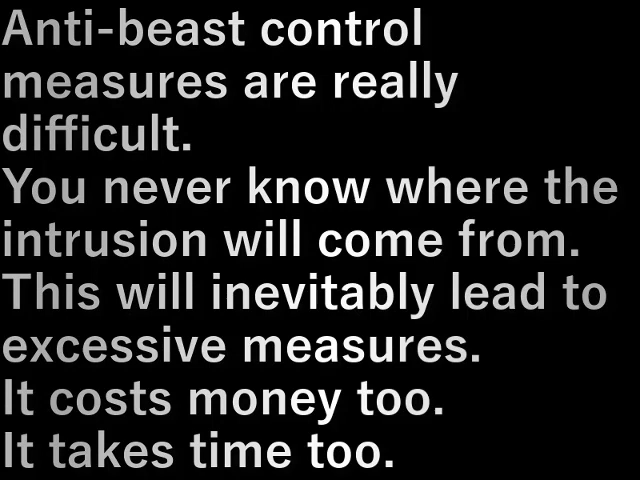 Anti-beast control
measures are really
difficult.
You never know where the
intrusion will come from.
This will inevitably lead to
excessive measures.
It costs money too.
It takes time too.